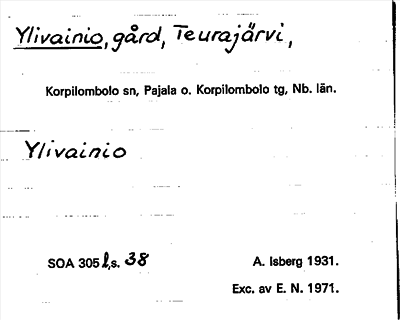 Ylivainio, gård, Teurajärvi,
Korpilombolo sn, Pajala o. Korpilombolo tg, Nb. län.
Ylivainio
SOA 305 l, s. 38 A. Isberg 1931.
Exc. av E. N. 1971.